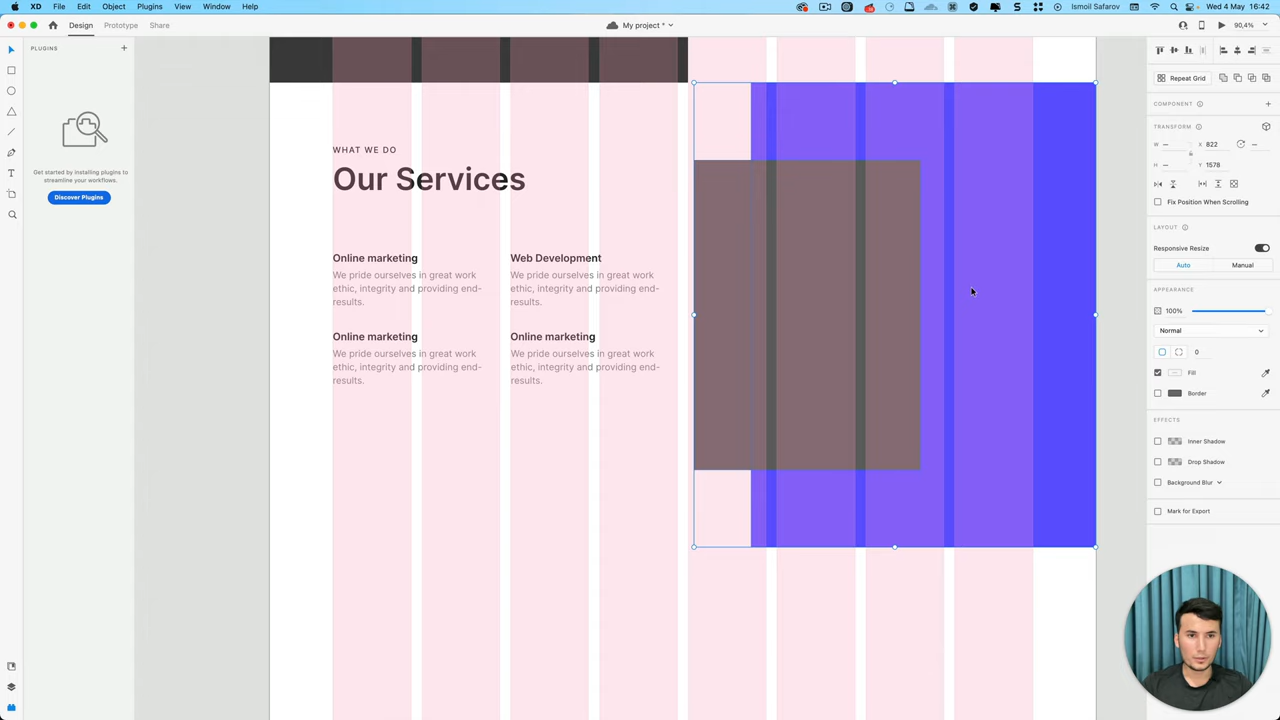 XD File Edit Object Plugins View Window Help Ismoil Safarov Wed 4 May 16:42
Design Prototype Share My project * 90,4%
PLUGINS
Get started by installing plugins to
streamline your workflows.
Discover Plugins
WHAT WE DO
Our Services
Online marketing
We pride ourselves in great work
ethic, integrity and providing end-
results.
Web Development
We pride ourselves in great work
ethic, integrity and providing end-
results.
Online marketing
We pride ourselves in great work
ethic, integrity and providing end-
results.
Online marketing
We pride ourselves in great work
ethic, integrity and providing end-
results.
Repeat Grid
COMPONENT
TRANSFORM
W – X 822 –
H – Y 1578
Fix Position When Scrolling
LAYOUT
Responsive Resize
Auto Manual
APPEARANCE
100%
Normal
0
Fill
Border
EFFECTS
Inner Shadow
Drop Shadow
Background Blur
Mark for Export